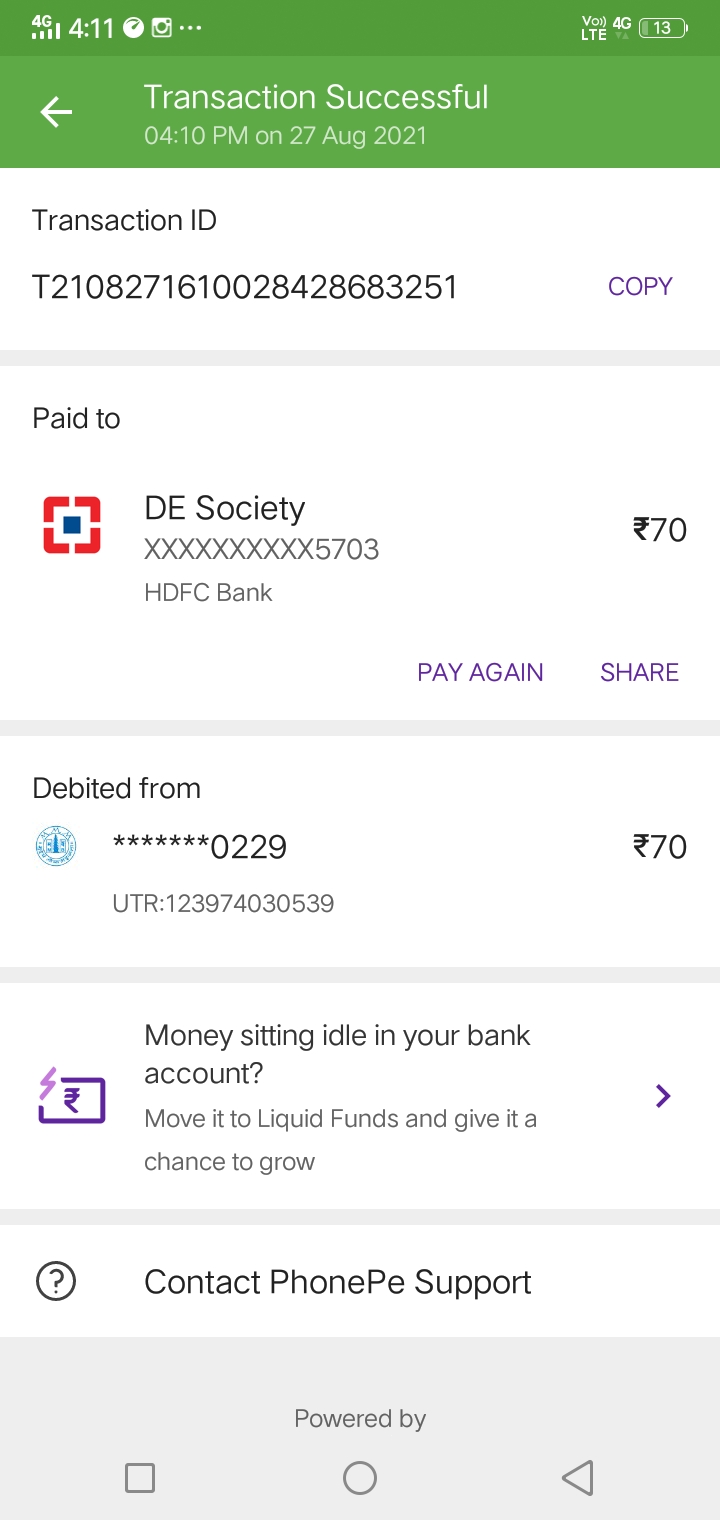 4G 4:11 Vo)) LTE 4G 13
Transaction Successful
04:10 PM on 27 Aug 2021
Transaction ID
T2108271610028428683251 COPY
Paid to
DE Society
XXXXXXXXXX5703
₹70
HDFC Bank
PAY AGAIN SHARE
Debited from
*******0229 ₹70
UTR:123974030539
Money sitting idle in your bank
account?
Move it to Liquid Funds and give it a
chance to grow
Contact PhonePe Support
Powered by